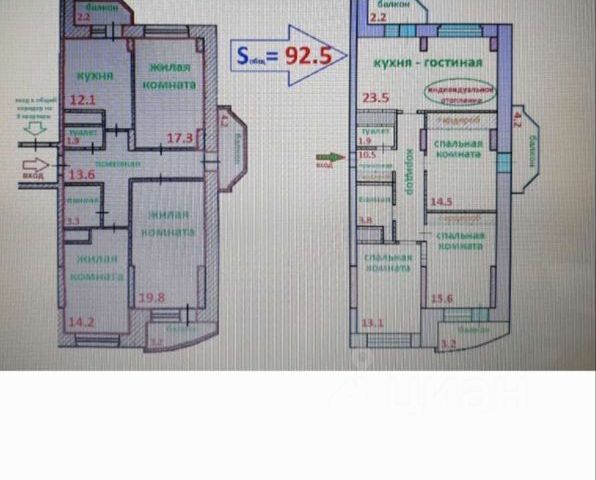 балкон
2.2
кухня
12.1
жилая
комната
17.3
вход в общий
коридор на
туалет
1.9
прихожая
13.6
вход
4.2
балкон
ванная
3.3
жилая
комната
19.8
жилая
комната
14.2
балкон
3.2
Sобщ.= 92.5
балкон
2.2
кухня - гостиная
23.5
индивидуальное
отопление
туалет
1.9
10.5
прихожая
вход
коридор
гардероб
спальная
комната
14.5
4.2
балкон
ванная
3.8
гардероб
спальная
комната
15.6
спальная
комната
13.1
балкон
3.2
Циан